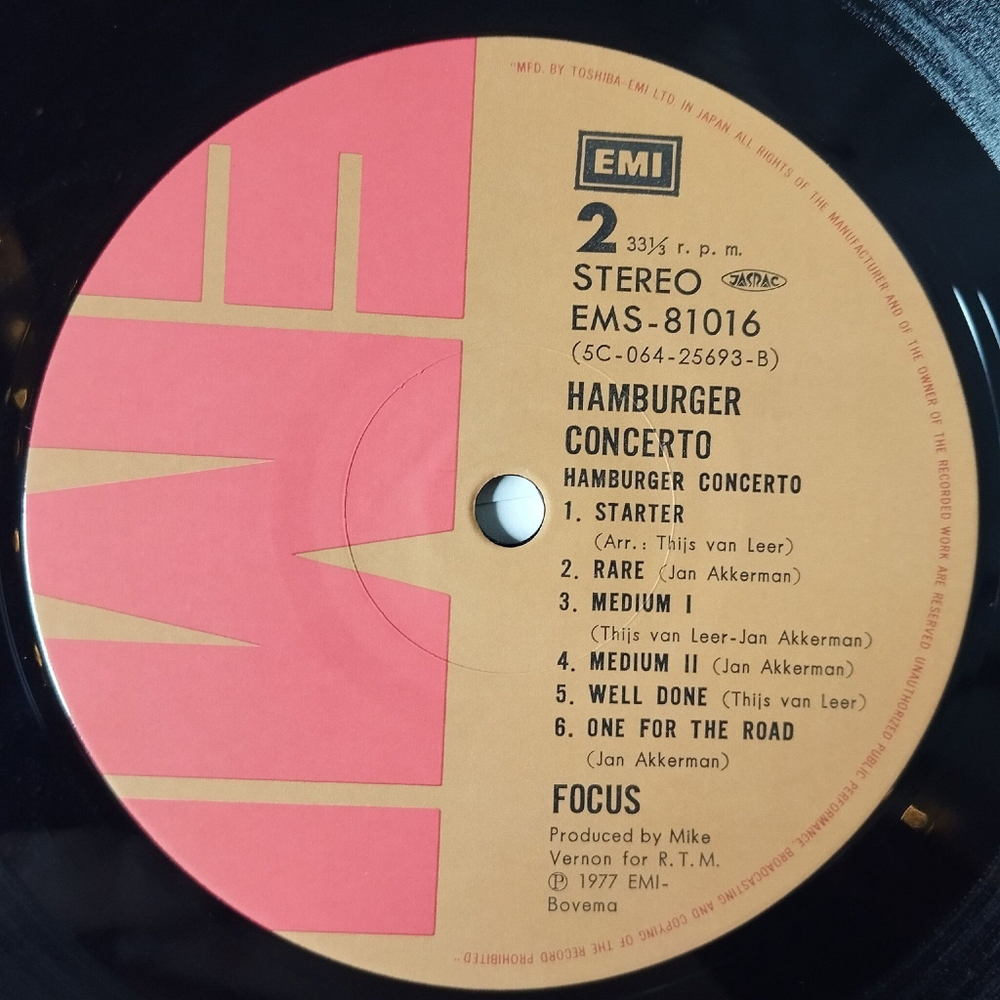 "MFD. BY TOSHIBA-EMI LTD. IN JAPAN ALL RIGHTS OF THE MANUFACTURER AND OF THE OWNER OF THE RECORDED WORK ARE RESERVED UNAUTHORIZED PUBLIC PERFORMANCE, BROADCASTING AND COPYING OF THE RECORD PROHIBITED"
EMI
EMI
2 33⅓ r. p. m.
STEREO JASRAC
EMS-81016
(5C-064-25693-B)
HAMBURGER
CONCERTO
HAMBURGER CONCERTO
1. STARTER
(Arr.: Thijs van Leer)
2. RARE (Jan Akkerman)
3. MEDIUM I
(Thijs van Leer-Jan Akkerman)
4. MEDIUM II (Jan Akkerman)
5. WELL DONE (Thijs van Leer)
6. ONE FOR THE ROAD
(Jan Akkerman)
FOCUS
Produced by Mike
Vernon for R.T.M.
Ⓟ 1977 EMI-
Bovema